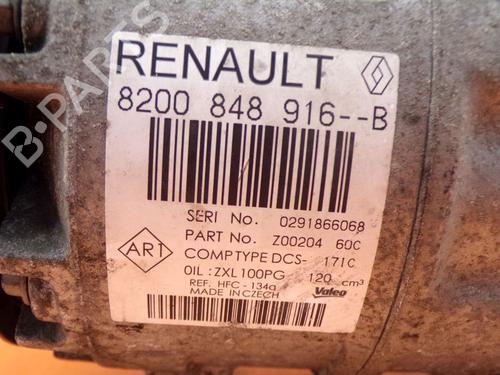 RENAULT
8200 848 916--B
SERI No. 0291866068
PART No. Z00204 60C
ART
COMPTYPE DCS- 171C
OIL : ZXL100PG 120 cm³
REF. HFC - 134a
MADE IN CZECH
Valeo
B-PARTS